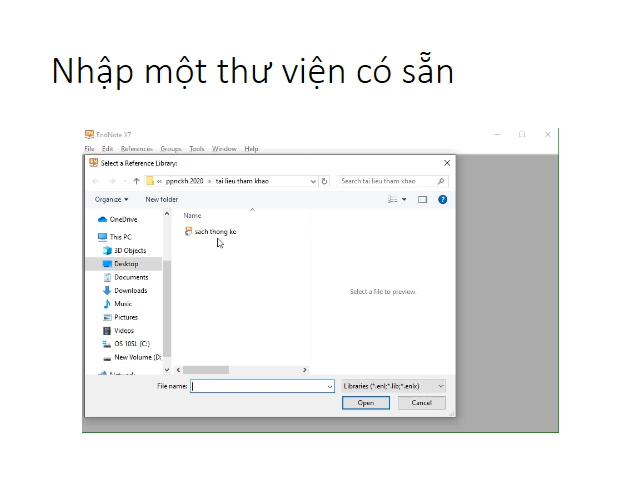 Nhập một thư viện có sẵn
EndNote X7
File Edit References Groups Tools Window Help
Select a Reference Library:
« ppnckh 2020 > tai lieu tham khao
Search tai lieu tham khao
Organize
New folder
Name
OneDrive
sach thong ke
This PC
3D Objects
Desktop
Documents
Downloads
Select a file to preview.
Music
Pictures
Videos
OS 10SL (C:)
New Volume (D:
Network
File name:
Libraries (*.enl;*.lib;*.enlx)
Open
Cancel